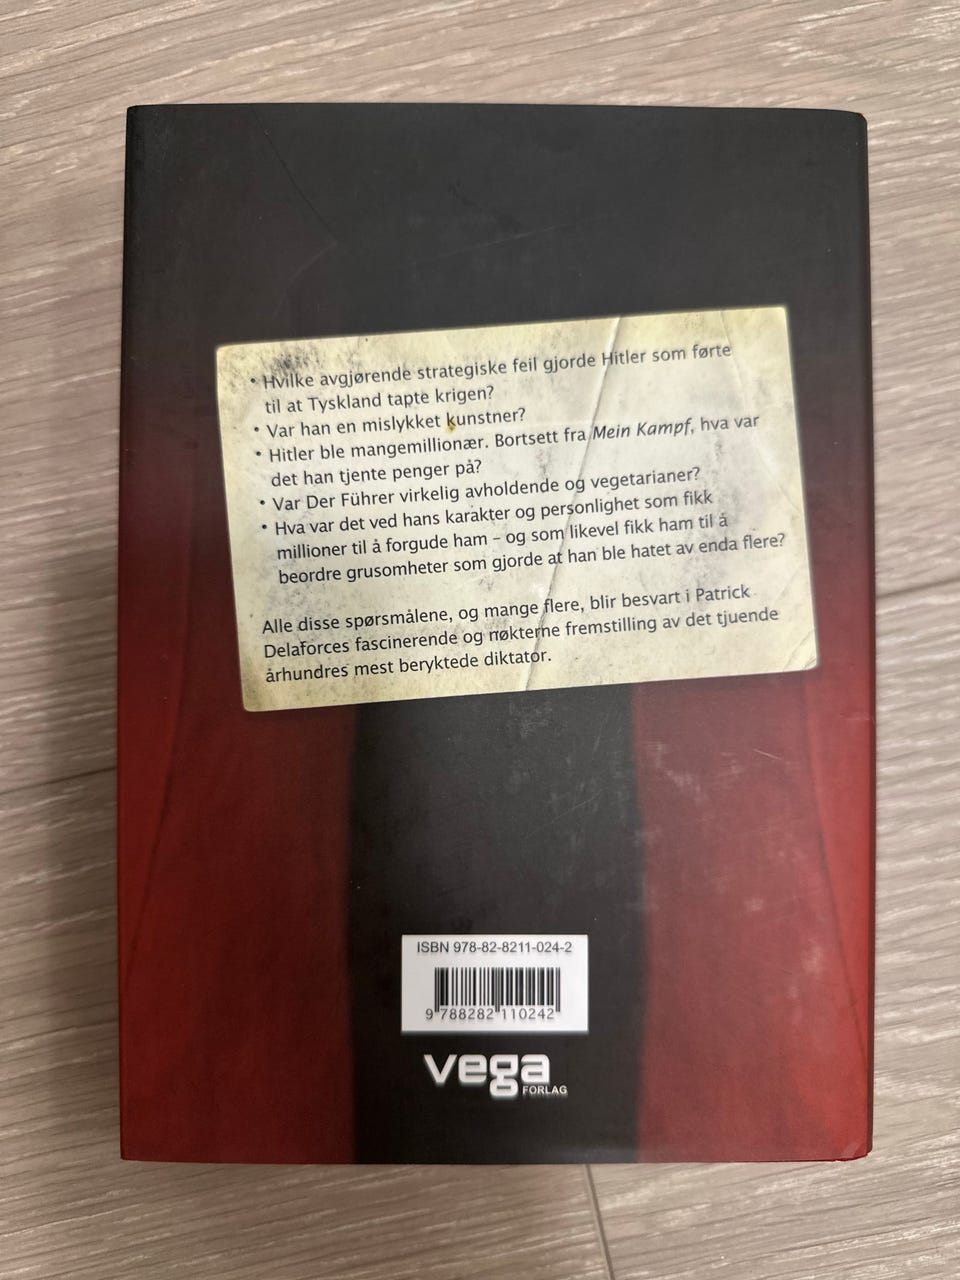 • Hvilke avgjørende strategiske feil gjorde Hitler som førte
til at Tyskland tapte krigen?
• Var han en mislykket kunstner?
• Hitler ble mangemillionær. Bortsett fra Mein Kampf, hva var
det han tjente penger på?
• Var Der Führer virkelig avholdende og vegetarianer?
• Hva var det ved hans karakter og personlighet som fikk
millioner til å forgude ham – og som likevel fikk ham til å
beordre grusomheter som gjorde at han ble hatet av enda flere?
Alle disse spørsmålene, og mange flere, blir besvart i Patrick
Delaforces fascinerende og nøkterne fremstilling av det tjuende
århundres mest beryktede diktator.
ISBN 978-82-8211-024-2
9 788282 110242
vega
FORLAG